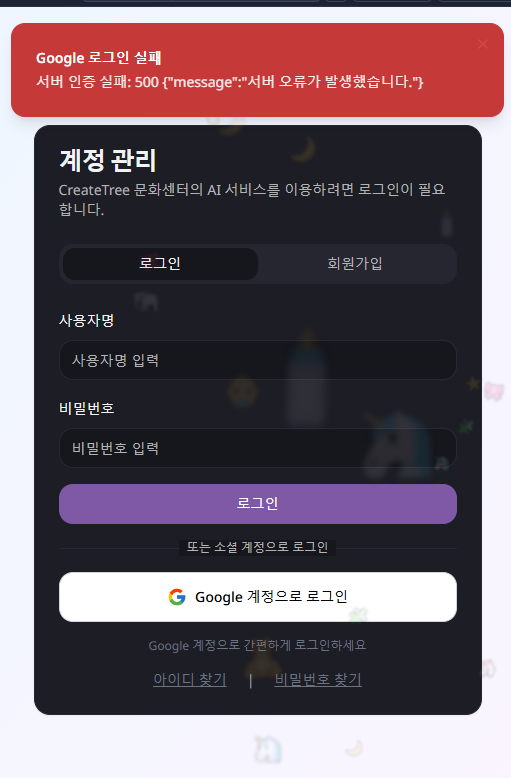 Google 로그인 실패
서버 인증 실패: 500 {"message":"서버 오류가 발생했습니다."}
계정 관리
CreateTree 문화센터의 AI 서비스를 이용하려면 로그인이 필요
합니다.
로그인 회원가입
사용자명
사용자명 입력
비밀번호
비밀번호 입력
로그인
또는 소셜 계정으로 로그인
Google 계정으로 로그인
Google 계정으로 간편하게 로그인하세요
아이디 찾기 | 비밀번호 찾기